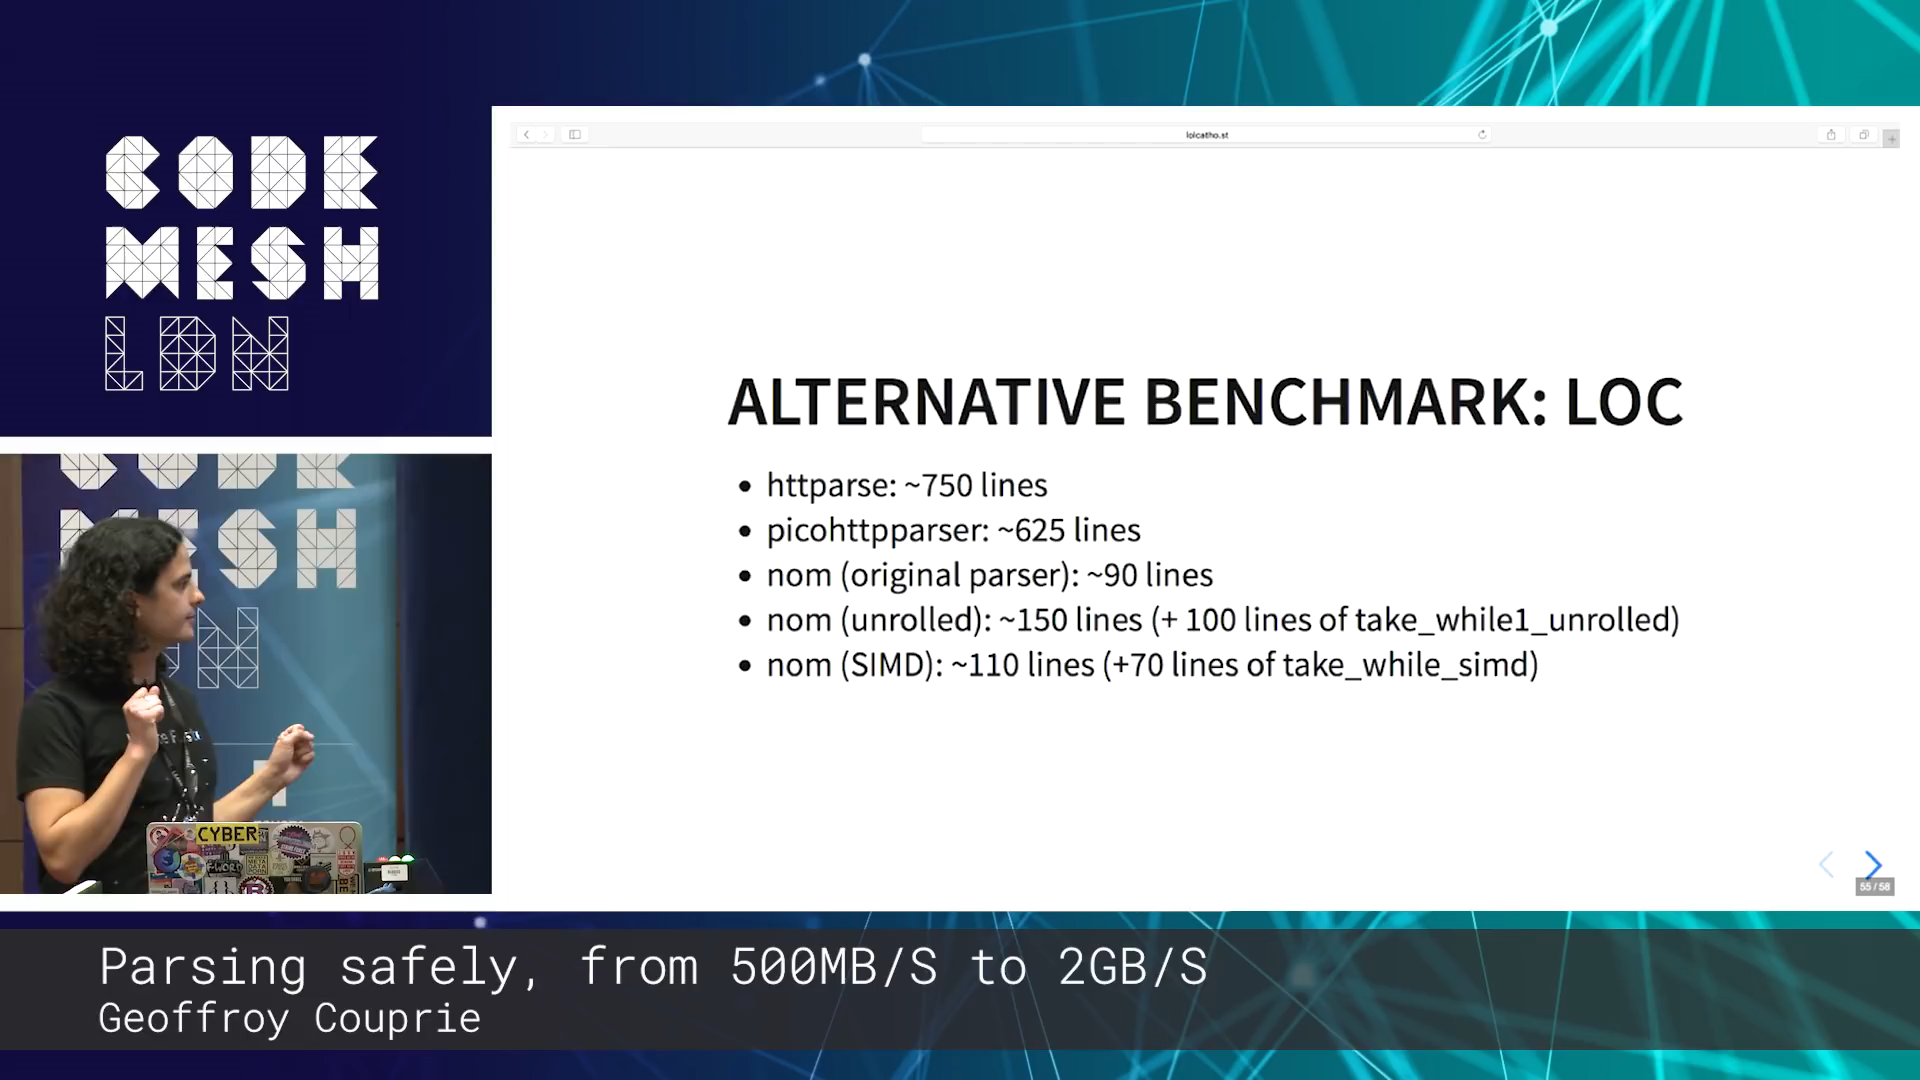 CODE
MESH
LDN
lolcatho.st
ALTERNATIVE BENCHMARK: LOC
• httparse: ~750 lines
• picohttpparser: ~625 lines
• nom (original parser): ~90 lines
• nom (unrolled): ~150 lines (+ 100 lines of take_while1_unrolled)
• nom (SIMD): ~110 lines (+70 lines of take_while_simd)
55 / 58
CODE
MESH
CYBER
Parsing safely, from 500MB/S to 2GB/S
Geoffroy Couprie